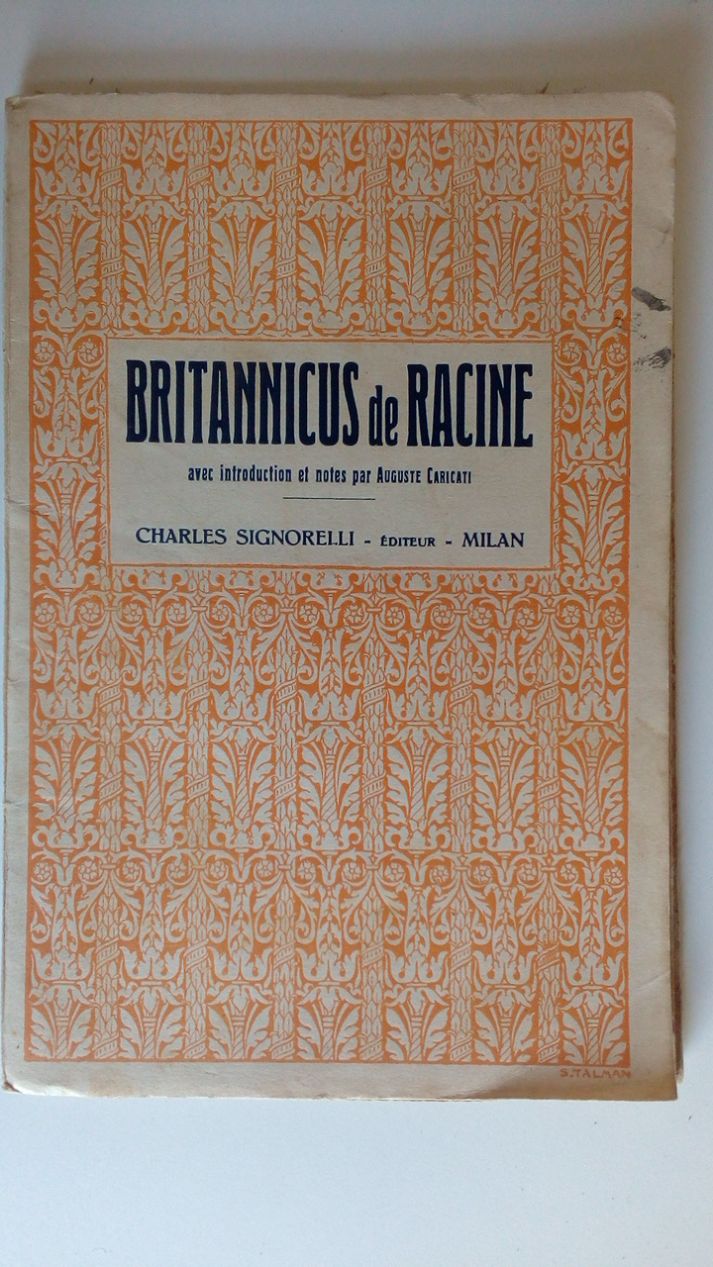 BRITANNICUS de RACINE
avec introduction et notes par AUGUSTE CARICATI
CHARLES SIGNORELLI - ÉDITEUR - MILAN
S. TALMAN